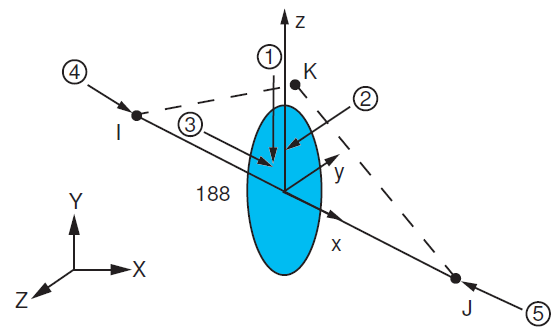 z
①
④
K
②
I
③
y
188
Y
x
X
Z
J
⑤